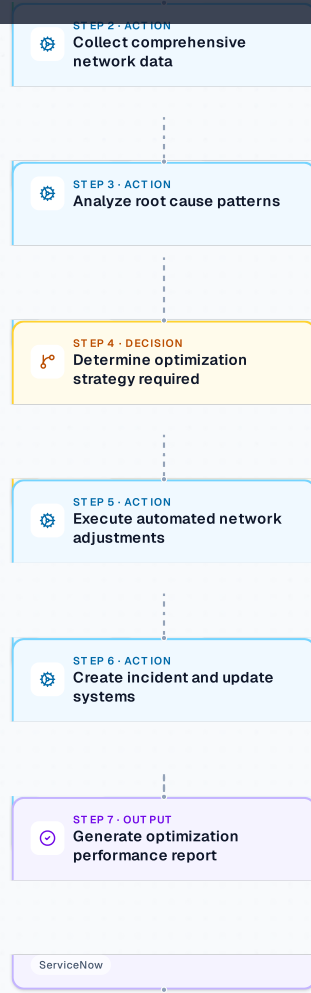 STEP 2 · ACTION
Collect comprehensive
network data
STEP 3 · ACTION
Analyze root cause patterns
STEP 4 · DECISION
Determine optimization
strategy required
STEP 5 · ACTION
Execute automated network
adjustments
STEP 6 · ACTION
Create incident and update
systems
STEP 7 · OUTPUT
Generate optimization
performance report
ServiceNow